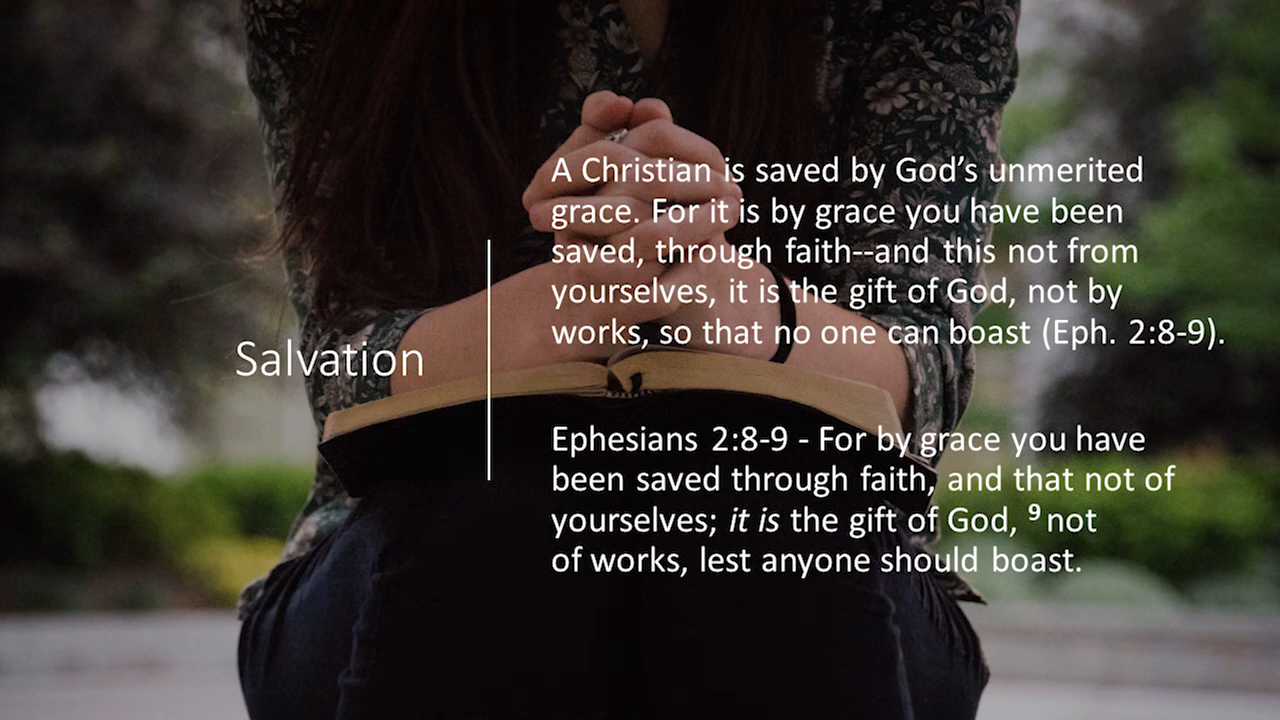 Salvation
A Christian is saved by God’s unmerited
grace. For it is by grace you have been
saved, through faith--and this not from
yourselves, it is the gift of God, not by
works, so that no one can boast (Eph. 2:8-9).
Ephesians 2:8-9 - For by grace you have
been saved through faith, and that not of
yourselves; it is the gift of God, 9 not
of works, lest anyone should boast.